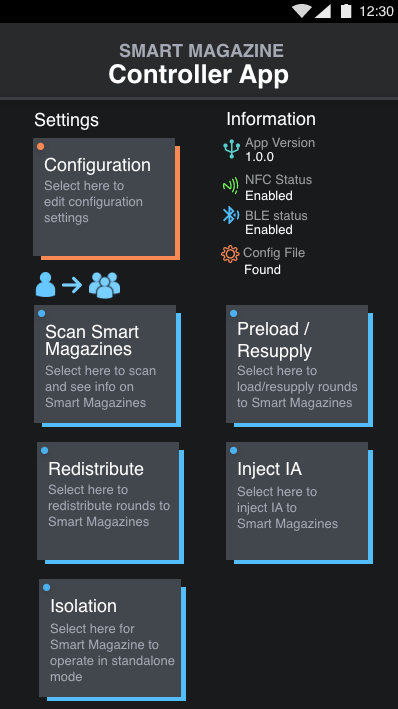 12:30
SMART MAGAZINE
Controller App
Settings
Configuration
Select here to
edit configuration
settings
Information
App Version
1.0.0
NFC Status
Enabled
BLE status
Enabled
Config File
Found
Scan Smart
Magazines
Select here to scan
and see info on
Smart Magazines
Preload /
Resupply
Select here to
load/resupply rounds
to Smart Magazines
Redistribute
Select here to
redistribute rounds to
Smart Magazines
Inject IA
Select here to
inject IA to
Smart Magazines
Isolation
Select here for
Smart Magazine to
operate in standalone
mode